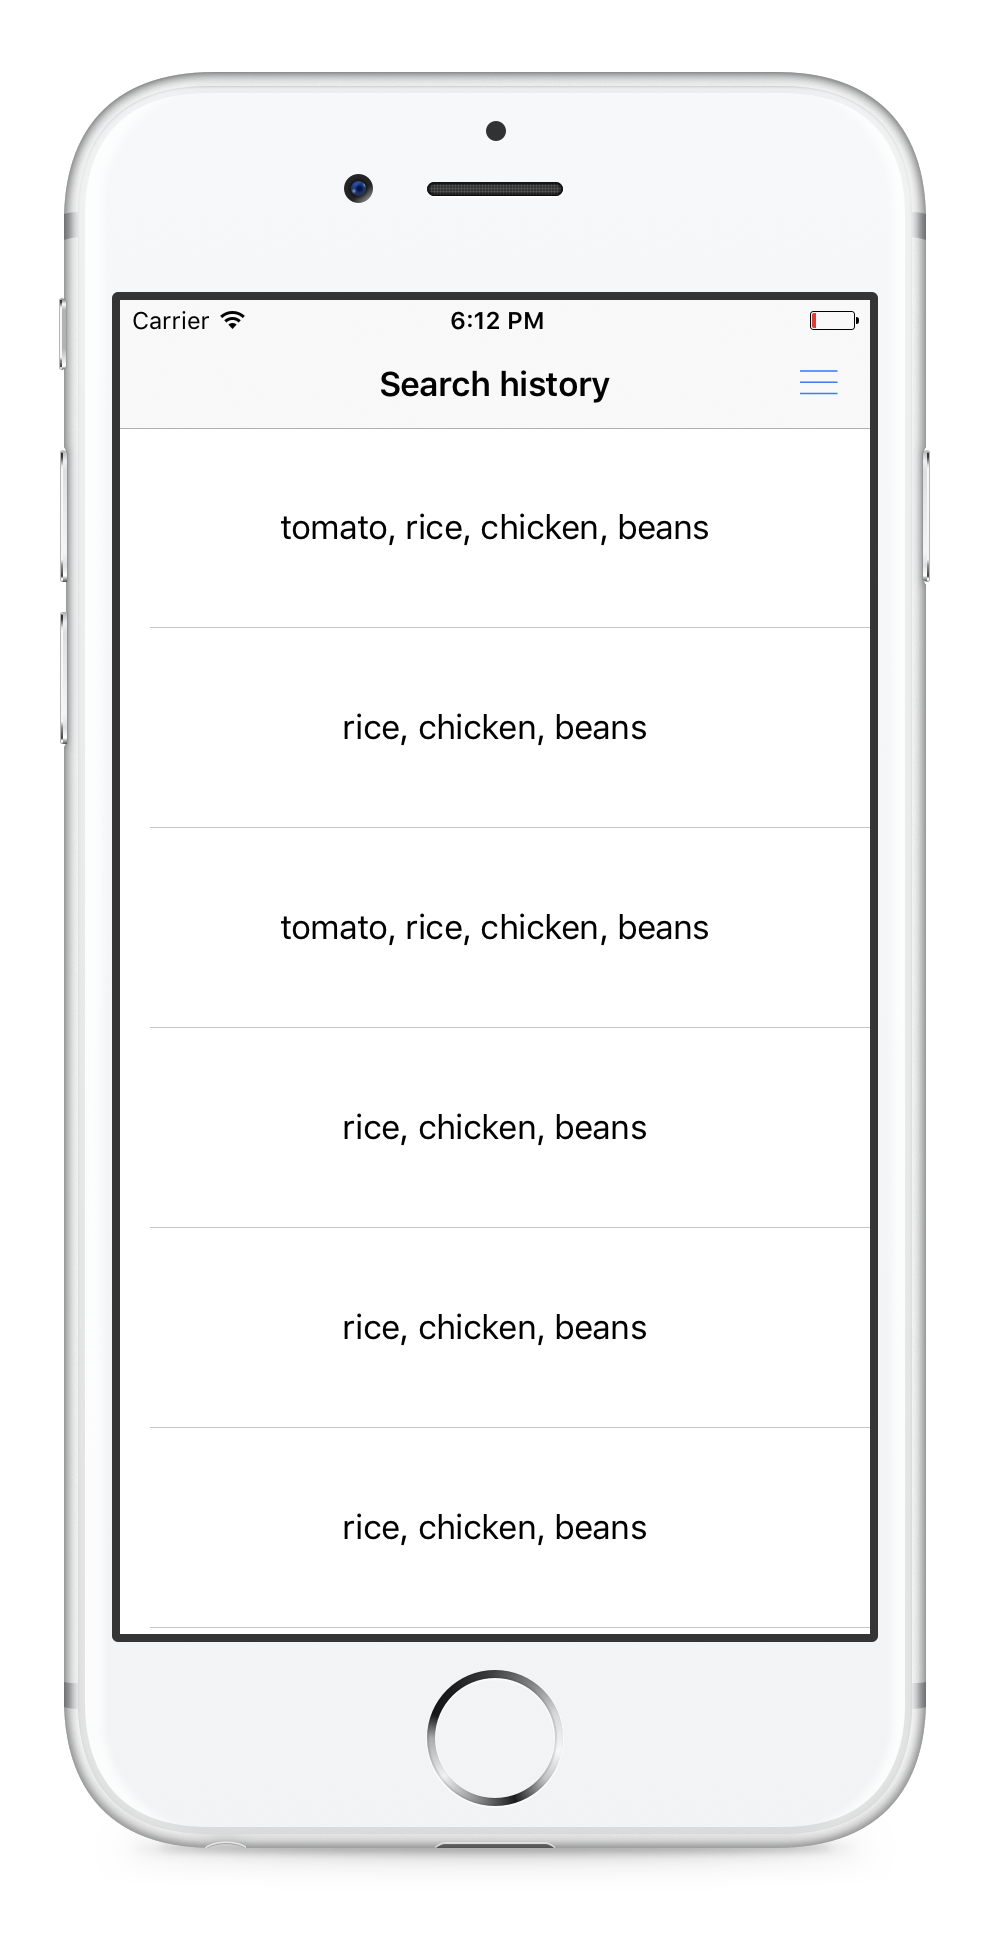 Carrier 6:12 PM
Search history
tomato, rice, chicken, beans
rice, chicken, beans
tomato, rice, chicken, beans
rice, chicken, beans
rice, chicken, beans
rice, chicken, beans